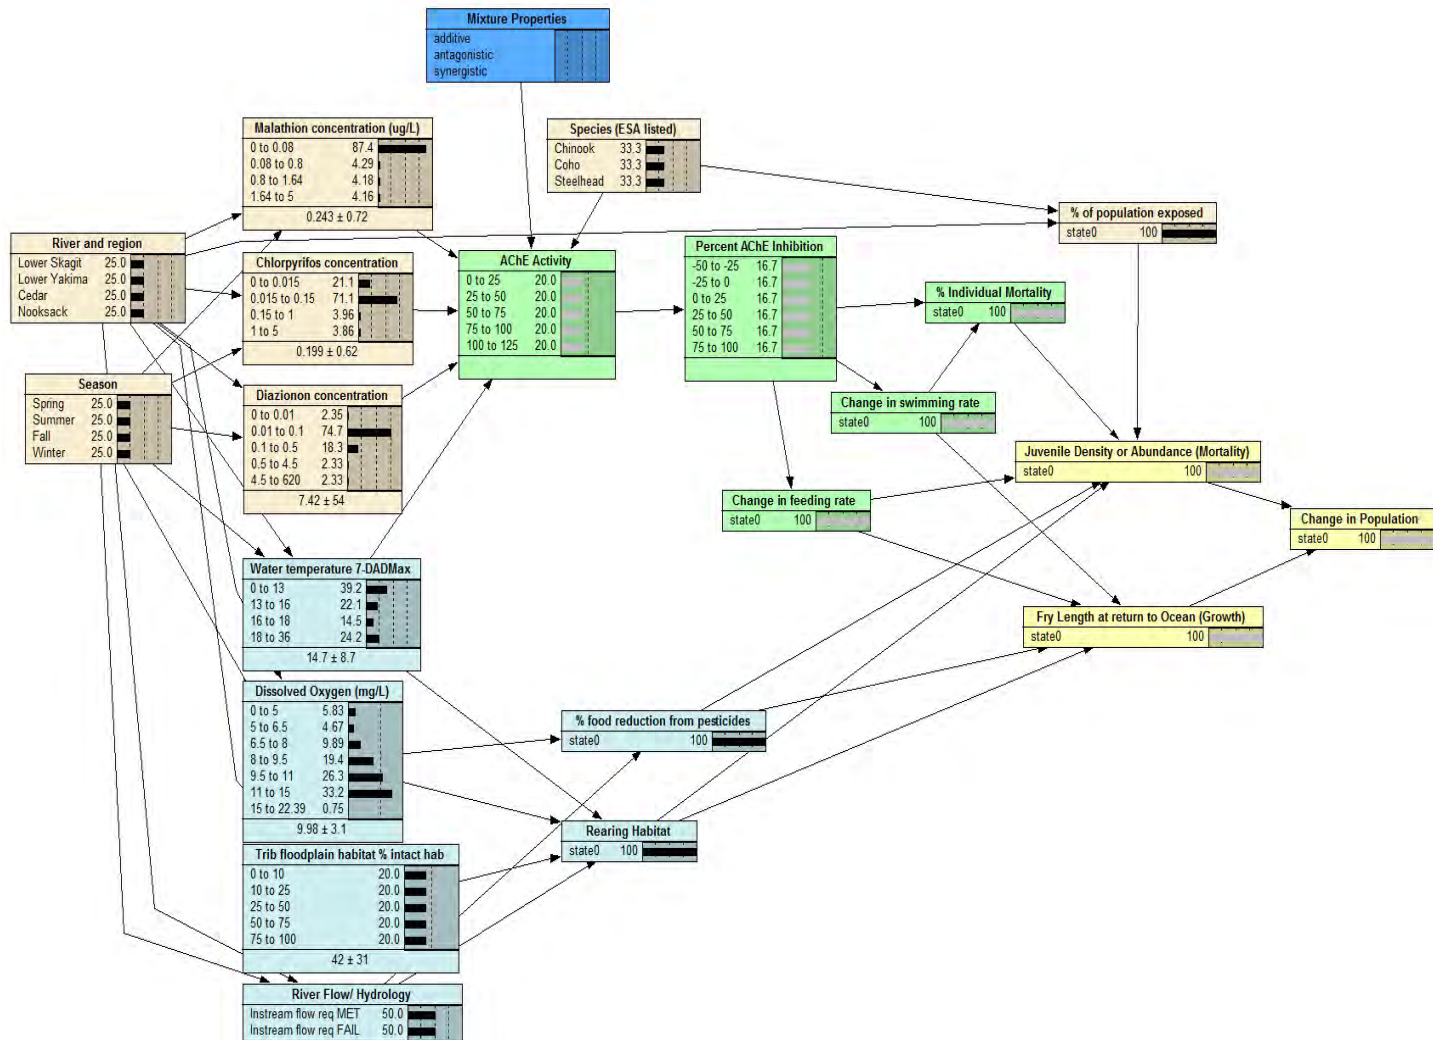 Mixture Properties
additive
antagonistic
synergistic
Malathion concentration (ug/L)
0 to 0.08 87.4
0.08 to 0.8 4.29
0.8 to 1.64 4.18
1.64 to 5 4.16
0.243 ± 0.72
Species (ESA listed)
Chinook 33.3
Coho 33.3
Steelhead 33.3
% of population exposed
state0 100
River and region
Lower Skagit 25.0
Lower Yakima 25.0
Cedar 25.0
Nooksack 25.0
Chlorpyrifos concentration
0 to 0.015 21.1
0.015 to 0.15 71.1
0.15 to 1 3.96
1 to 5 3.86
0.199 ± 0.62
AChE Activity
0 to 25 20.0
25 to 50 20.0
50 to 75 20.0
75 to 100 20.0
100 to 125 20.0
Percent AChE Inhibition
-50 to -25 16.7
-25 to 0 16.7
0 to 25 16.7
25 to 50 16.7
50 to 75 16.7
75 to 100 16.7
% Individual Mortality
state0 100
Season
Spring 25.0
Summer 25.0
Fall 25.0
Winter 25.0
Diazionon concentration
0 to 0.01 2.35
0.01 to 0.1 74.7
0.1 to 0.5 18.3
0.5 to 4.5 2.33
4.5 to 620 2.33
7.42 ± 54
Change in swimming rate
state0 100
Juvenile Density or Abundance (Mortality)
state0 100
Change in feeding rate
state0 100
Change in Population
state0 100
Water temperature 7-DADMax
0 to 13 39.2
13 to 16 22.1
16 to 18 14.5
18 to 36 24.2
14.7 ± 8.7
Fry Length at return to Ocean (Growth)
state0 100
Dissolved Oxygen (mg/L)
0 to 5 5.83
5 to 6.5 4.67
6.5 to 8 9.89
8 to 9.5 19.4
9.5 to 11 26.3
11 to 15 33.2
15 to 22.39 0.75
9.98 ± 3.1
% food reduction from pesticides
state0 100
Rearing Habitat
state0 100
Trib floodplain habitat % intact hab
0 to 10 20.0
10 to 25 20.0
25 to 50 20.0
50 to 75 20.0
75 to 100 20.0
42 ± 31
River Flow/ Hydrology
Instream flow req MET 50.0
Instream flow req FAIL 50.0